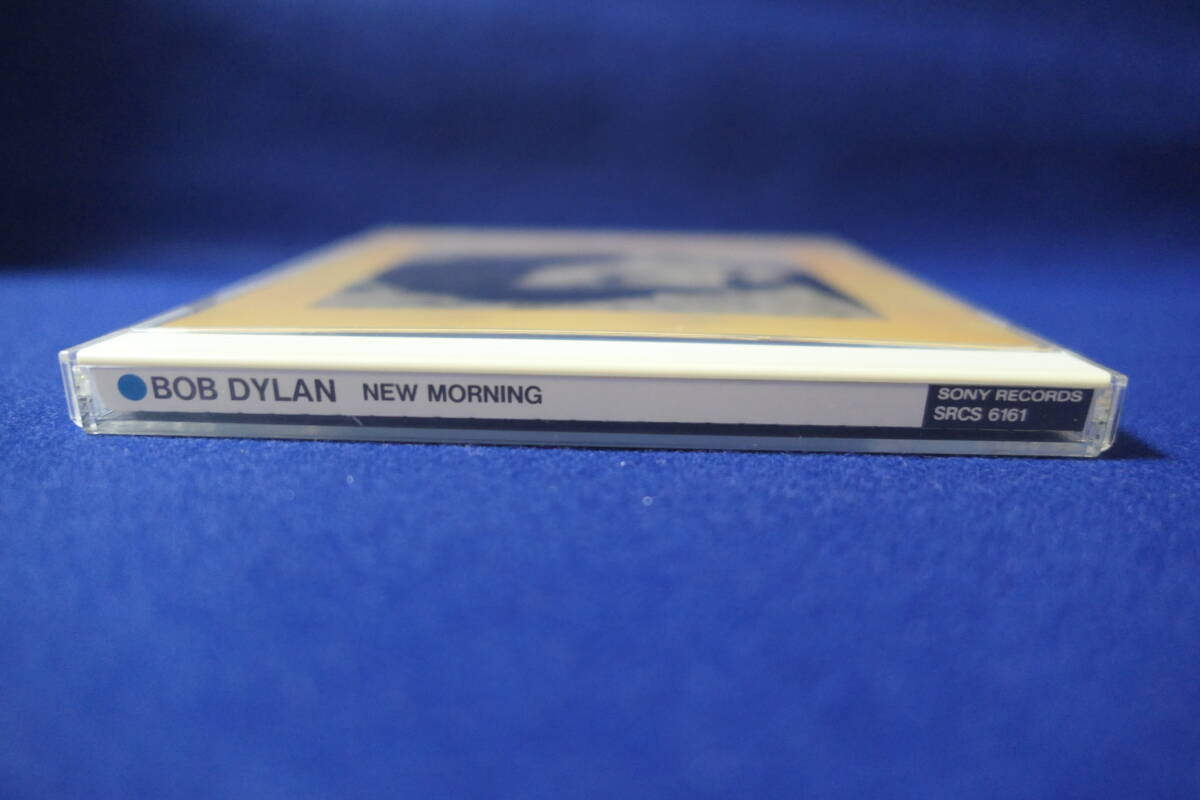 BOB DYLAN NEW MORNING
SONY RECORDS
SRCS 6161